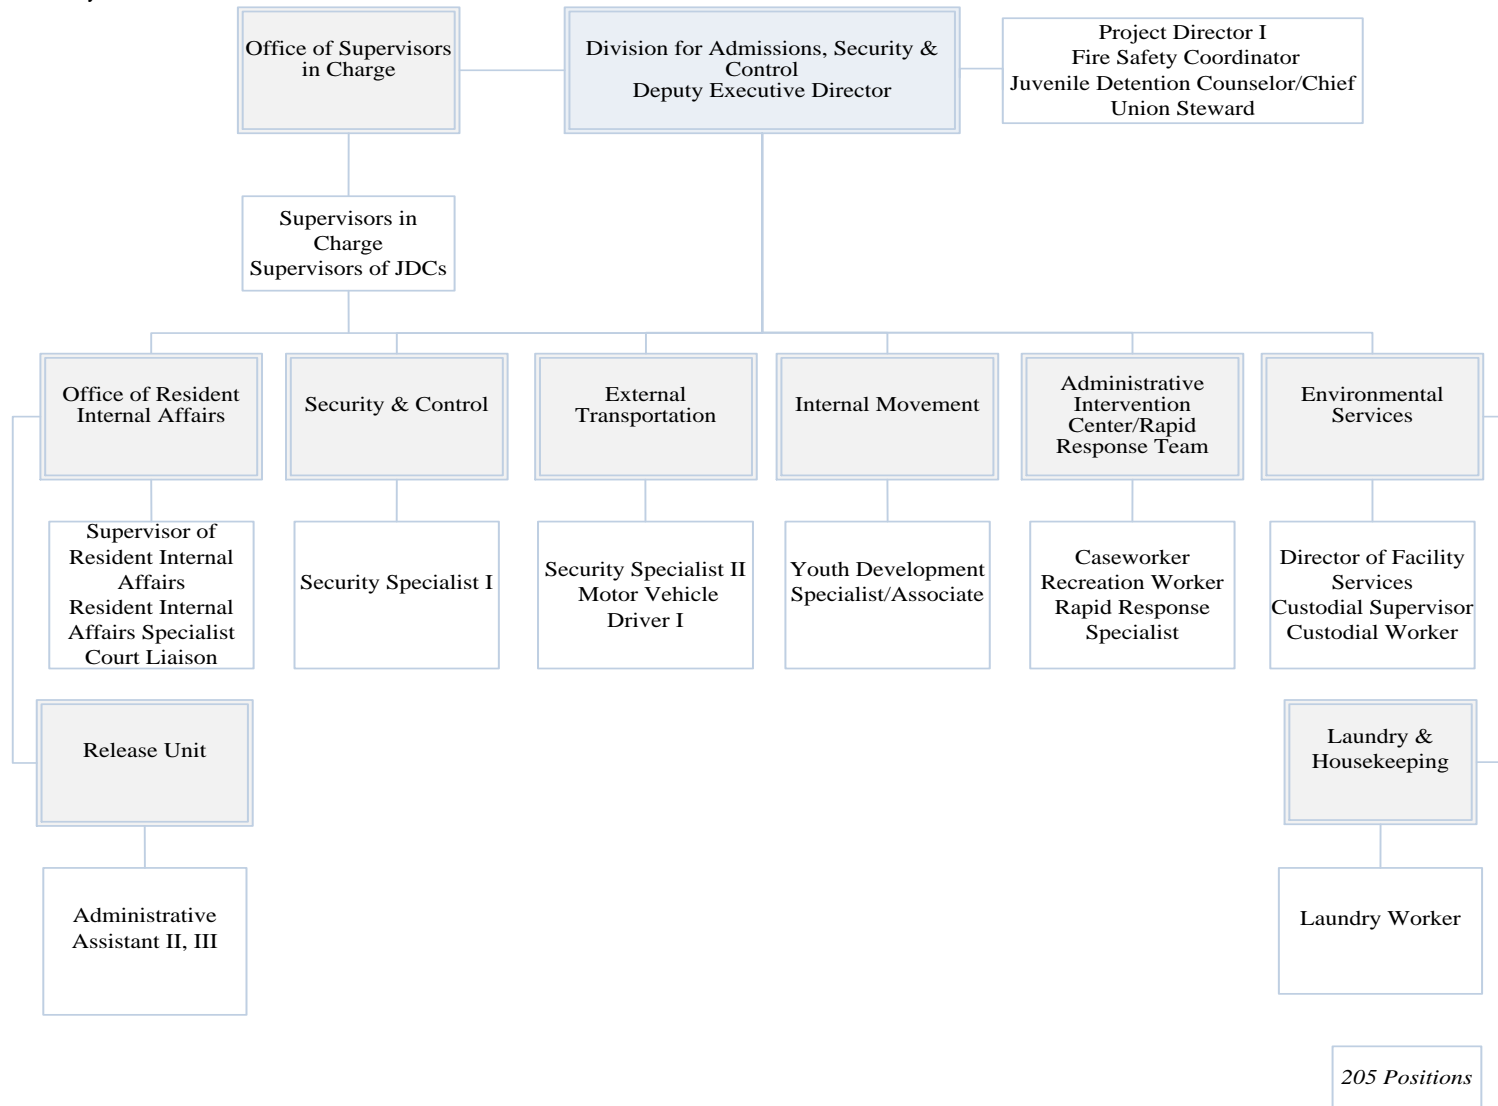 Office of Supervisors
in Charge
Division for Admissions, Security &
Control
Deputy Executive Director
Project Director I
Fire Safety Coordinator
Juvenile Detention Counselor/Chief
Union Steward
Supervisors in
Charge
Supervisors of JDCs
Office of Resident
Internal Affairs
Security & Control
External
Transportation
Internal Movement
Administrative
Intervention
Center/Rapid
Response Team
Environmental
Services
Supervisor of
Resident Internal
Affairs
Resident Internal
Affairs Specialist
Court Liaison
Security Specialist I
Security Specialist II
Motor Vehicle
Driver I
Youth Development
Specialist/Associate
Caseworker
Recreation Worker
Rapid Response
Specialist
Director of Facility
Services
Custodial Supervisor
Custodial Worker
Release Unit
Laundry &
Housekeeping
Administrative
Assistant II, III
Laundry Worker
205 Positions